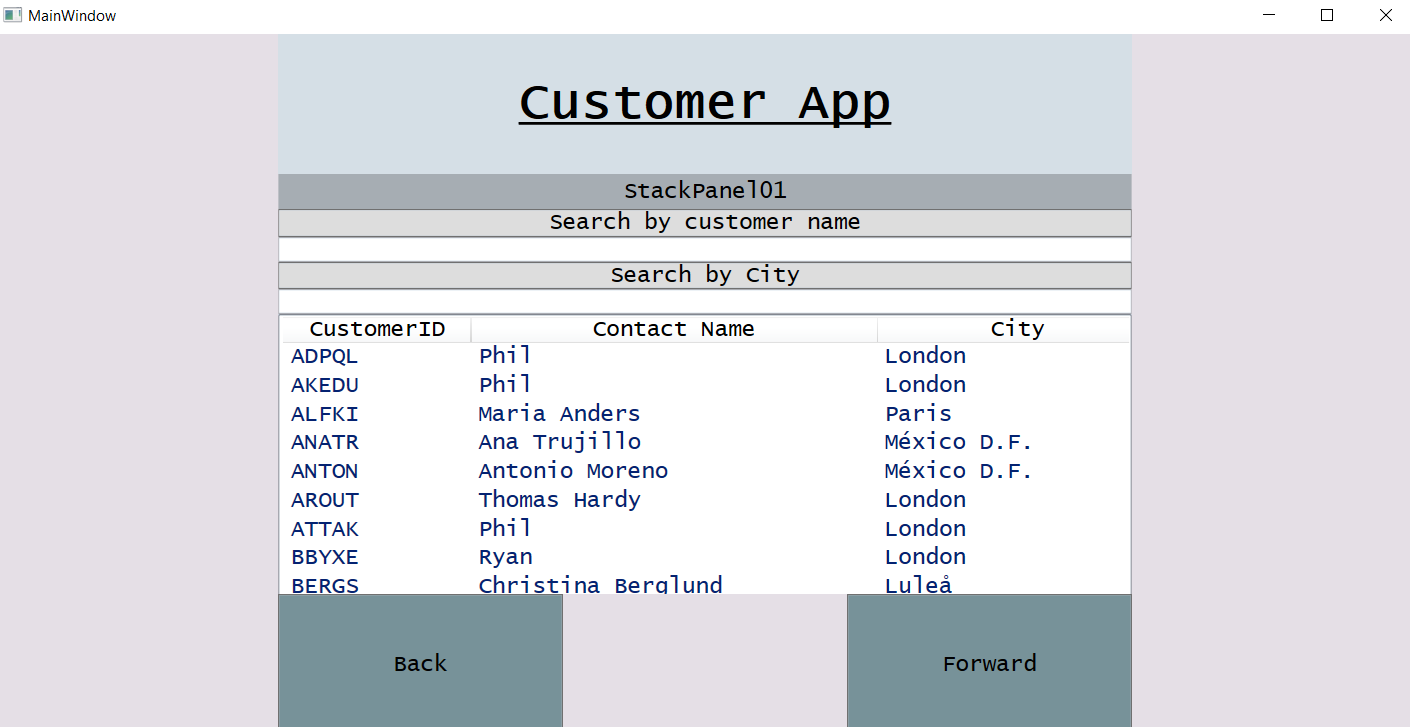 MainWindow
Customer App
StackPanel01
Search by customer name
Search by City
CustomerID Contact Name City
ADPQL Phil London
AKEDU Phil London
ALFKI Maria Anders Paris
ANATR Ana Trujillo México D.F.
ANTON Antonio Moreno México D.F.
AROUT Thomas Hardy London
ATTAK Phil London
BBYXE Ryan London
BERGS Christina Berglund Luleå
Back Forward